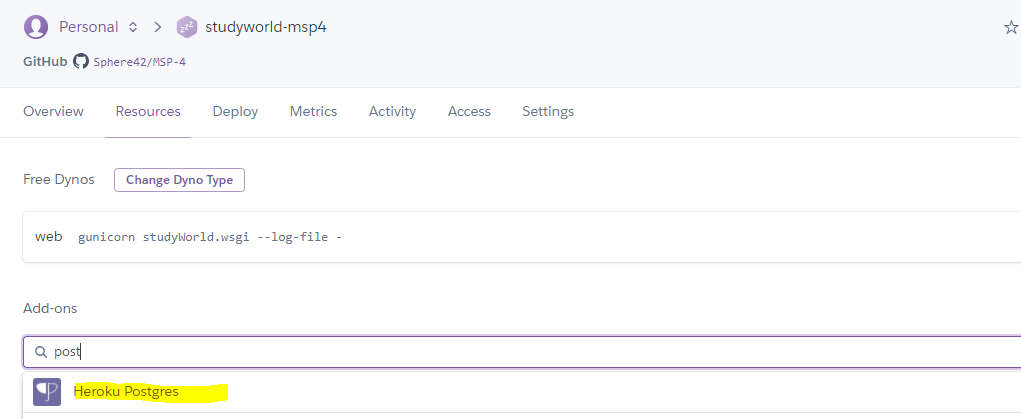 Personal studyworld-msp4
GitHub Sphere42/MSP-4
Overview Resources Deploy Metrics Activity Access Settings
Free Dynos Change Dyno Type
web gunicorn studyWorld.wsgi --log-file -
Add-ons
post
Heroku Postgres